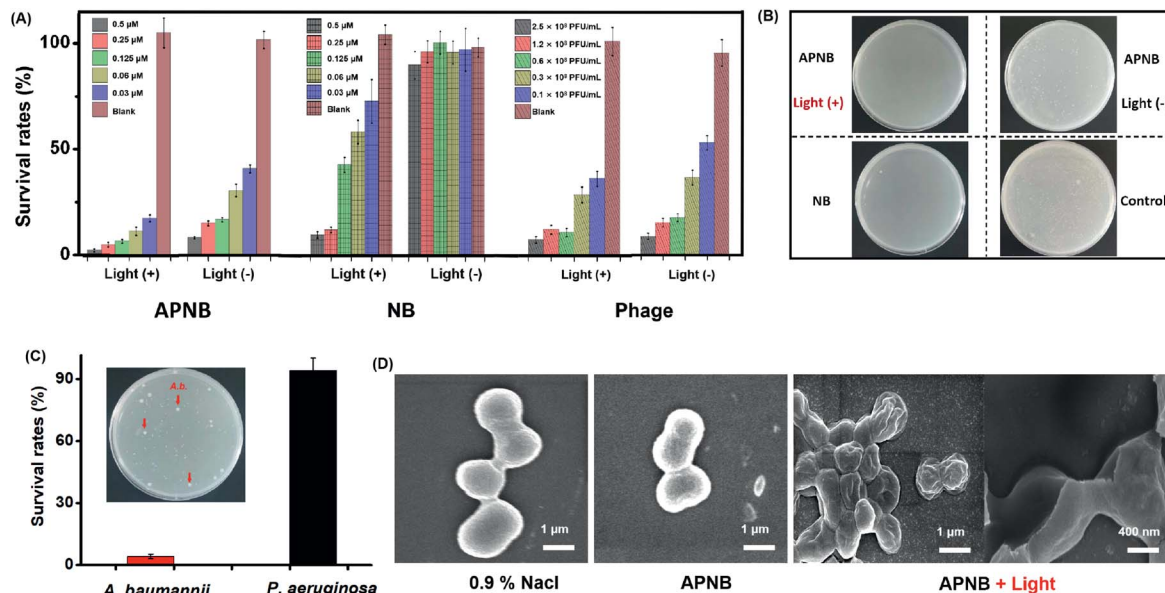 (A)
Survival rates (%)
100
50
0
0.5 µM
0.25 µM
0.125 µM
0.06 µM
0.03 µM
Blank
0.5 µM
0.25 µM
0.125 µM
0.06 µM
0.03 µM
Blank
2.5 × 10⁸ PFU/mL
1.2 × 10⁸ PFU/mL
0.6 × 10⁸ PFU/mL
0.3 × 10⁸ PFU/mL
0.1 × 10⁸ PFU/mL
Blank
Light (+) Light (-) Light (+) Light (-) Light (+) Light (-)
APNB NB Phage
(B)
APNB
Light (+)
APNB
Light (-
NB
Control
(C)
Survival rates (%)
90
60
30
0
A.b.
A. baumannii P. aeruginosa
(D)
1 µm
1 µm
1 µm
400 nm
0.9 % Nacl APNB APNB + Light